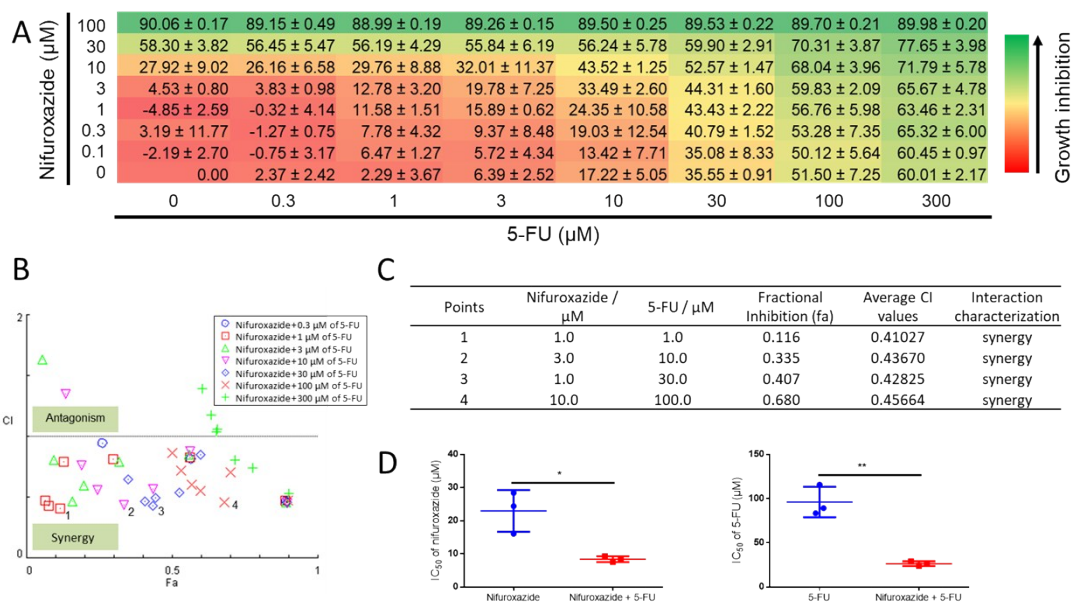 A
Nifuroxazide (µM)
100 90.06 ± 0.17 89.15 ± 0.49 88.99 ± 0.19 89.26 ± 0.15 89.50 ± 0.25 89.53 ± 0.22 89.70 ± 0.21 89.98 ± 0.20
30 58.30 ± 3.82 56.45 ± 5.47 56.19 ± 4.29 55.84 ± 6.19 56.24 ± 5.78 59.90 ± 2.91 70.31 ± 3.87 77.65 ± 3.98
10 27.92 ± 9.02 26.16 ± 6.58 29.76 ± 8.88 32.01 ± 11.37 43.52 ± 1.25 52.57 ± 1.47 68.04 ± 3.96 71.79 ± 5.78
3 4.53 ± 0.80 3.83 ± 0.98 12.78 ± 3.20 19.78 ± 7.25 33.49 ± 2.60 44.31 ± 1.60 59.83 ± 2.09 65.67 ± 4.78
1 -4.85 ± 2.59 -0.32 ± 4.14 11.58 ± 1.51 15.89 ± 0.62 24.35 ± 10.58 43.43 ± 2.22 56.76 ± 5.98 63.46 ± 2.31
0.3 3.19 ± 11.77 -1.27 ± 0.75 7.78 ± 4.32 9.37 ± 8.48 19.03 ± 12.54 40.79 ± 1.52 53.28 ± 7.35 65.32 ± 6.00
0.1 -2.19 ± 2.70 -0.75 ± 3.17 6.47 ± 1.27 5.72 ± 4.34 13.42 ± 7.71 35.08 ± 8.33 50.12 ± 5.64 60.45 ± 0.97
0 0.00 2.37 ± 2.42 2.29 ± 3.67 6.39 ± 2.52 17.22 ± 5.05 35.55 ± 0.91 51.50 ± 7.25 60.01 ± 2.17
0 0.3 1 3 10 30 100 300
5-FU (µM)
Growth inhibition
B
2
CI
0
0 0.5 1
Fa
Antagonism
Synergy
1 2 3 4
Nifuroxazide+0.3 µM of 5-FU
Nifuroxazide+1 µM of 5-FU
Nifuroxazide+3 µM of 5-FU
Nifuroxazide+10 µM of 5-FU
Nifuroxazide+30 µM of 5-FU
Nifuroxazide+100 µM of 5-FU
Nifuroxazide+300 µM of 5-FU
C
Points Nifuroxazide / µM 5-FU / µM Fractional Inhibition (fa) Average CI values Interaction characterization
1 1.0 1.0 0.116 0.41027 synergy
2 3.0 10.0 0.335 0.43670 synergy
3 1.0 30.0 0.407 0.42825 synergy
4 10.0 100.0 0.680 0.45664 synergy
D
IC50 of nifuroxazide (µM)
40
30
20
10
0
*
Nifuroxazide Nifuroxazide + 5-FU
IC50 of 5-FU (µM)
150
100
50
0
**
5-FU Nifuroxazide + 5-FU